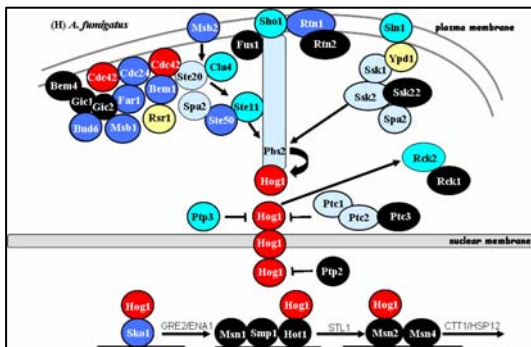 (H) A. fumigatus
Msb2
Sho1
Rtn1
Sln1
plasma membrane
Fus1
Rtn2
Ypd1
Cdc42
Cdc24
Cdc42
Ste20
Cla4
Ssk1
Bem4
Bem1
Gic1
Gic2
Far1
Spa2
Ste11
Ssk2
Ssk22
Bud6
Msb1
Rsr1
Ste50
Spa2
Pbs2
Hog1
Rck2
Rck1
Ptp3
Hog1
Ptc1
Ptc2
Ptc3
Hog1
nuclear membrane
Hog1
Ptp2
Hog1
Hog1
Hog1
Sko1
GRE2/ENA1
Msn1
Smp1
Hot1
STL1
Msn2
Msn4
CTT1/HSP12